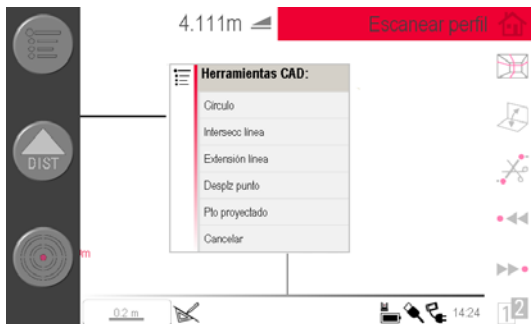 4.111m
Escanear perfil
Herramientas CAD:
Círculo
Intersecc línea
Extensión línea
Desplz punto
Pto proyectado
Cancelar
DIST
m
0.2 m
14:24
1 2